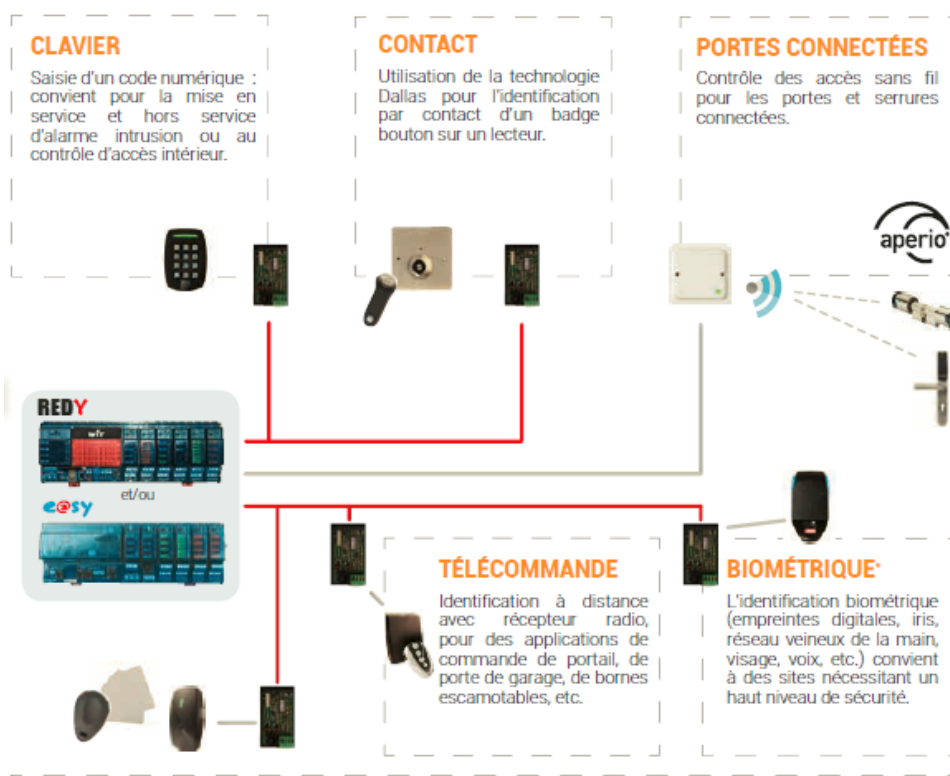 CLAVIER
Saisie d'un code numérique :
convient pour la mise en
service et hors service
d'alarme intrusion ou au
contrôle d'accès intérieur.
CONTACT
Utilisation de la technologie
Dallas pour l'identification
par contact d'un badge
bouton sur un lecteur.
PORTES CONNECTÉES
Contrôle des accès sans fil
pour les portes et serrures
connectées.
aperio
REDY
wit
et/ou
e@sy
TÉLÉCOMMANDE
Identification à distance
avec récepteur radio,
pour des applications de
commande de portail, de
porte de garage, de bornes
escamotables, etc.
BIOMÉTRIQUE*
L'identification biométrique
(empreintes digitales, iris,
réseau veineux de la main,
visage, voix, etc.) convient
à des sites nécessitant un
haut niveau de sécurité.